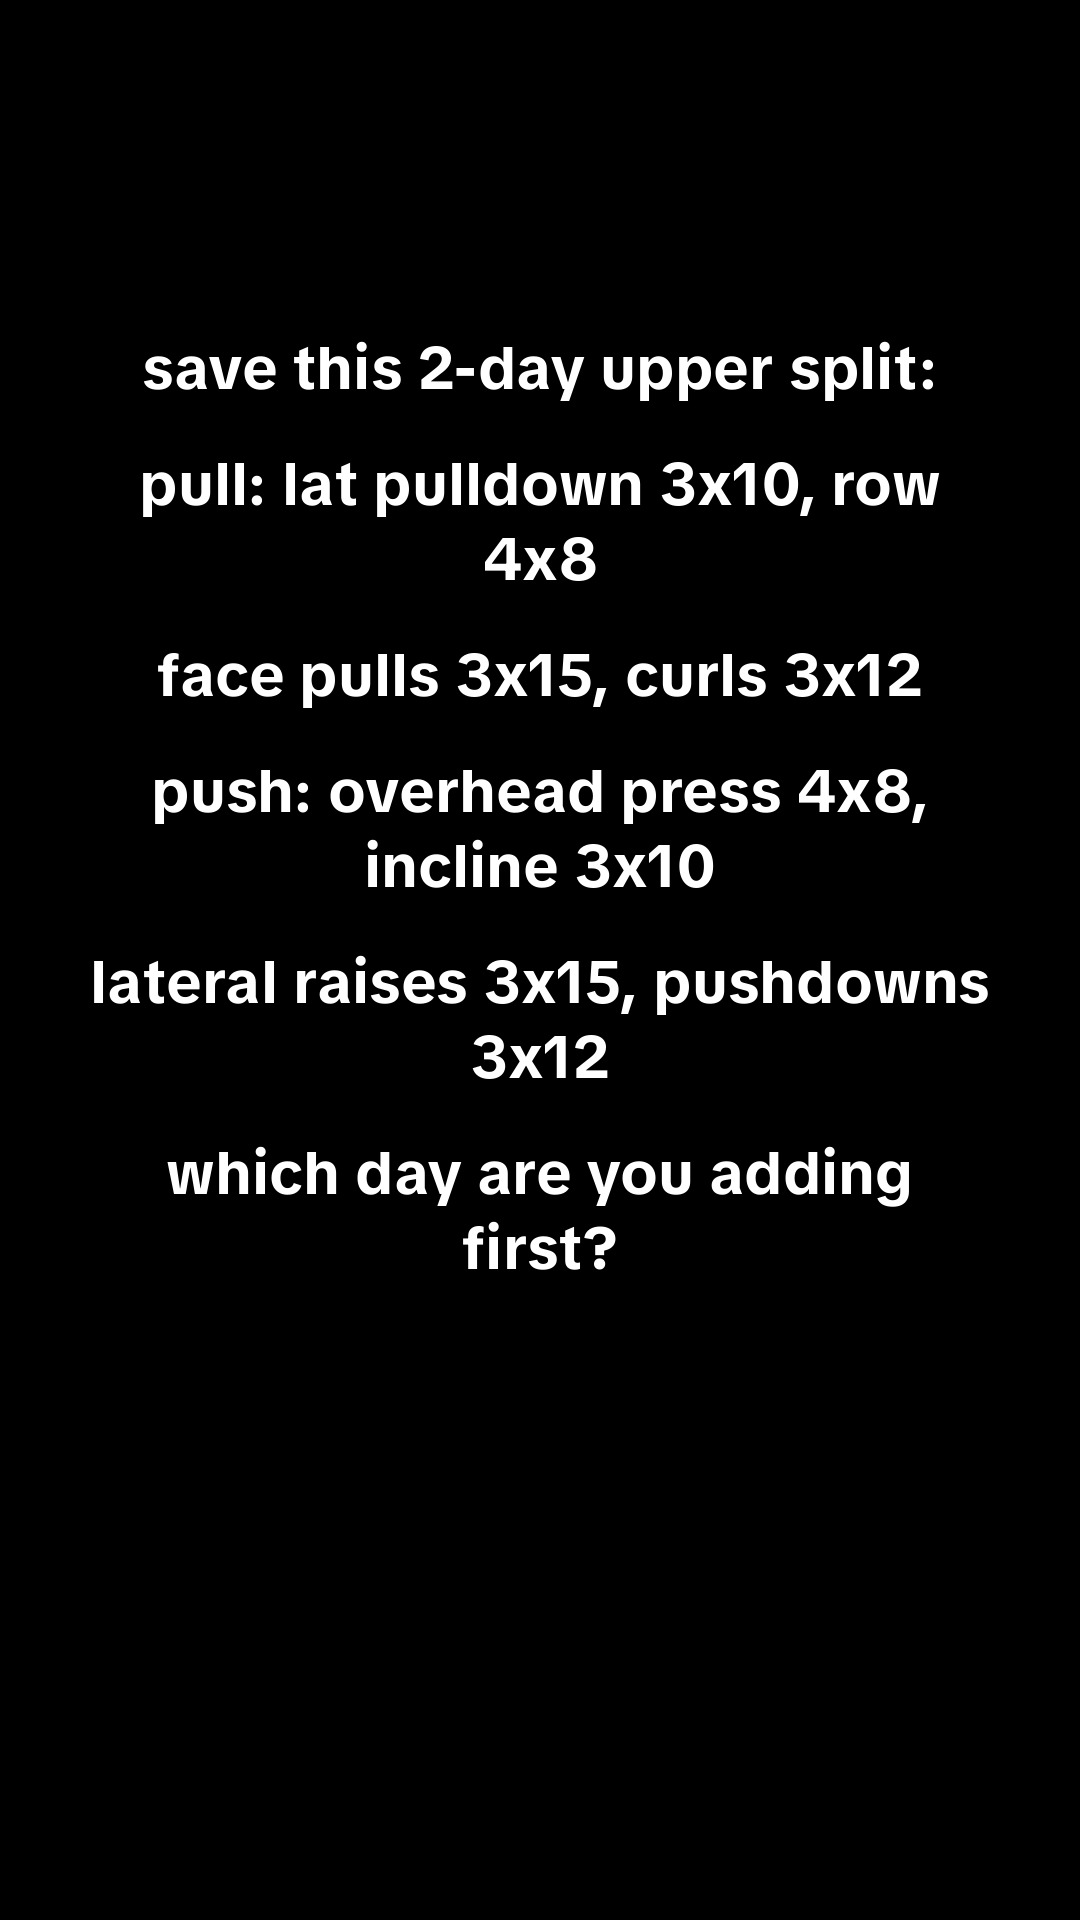 save this 2-day upper split:
pull: lat pulldown 3x10, row
4x8
face pulls 3x15, curls 3x12
push: overhead press 4x8,
incline 3x10
lateral raises 3x15, pushdowns
3x12
which day are you adding
first?